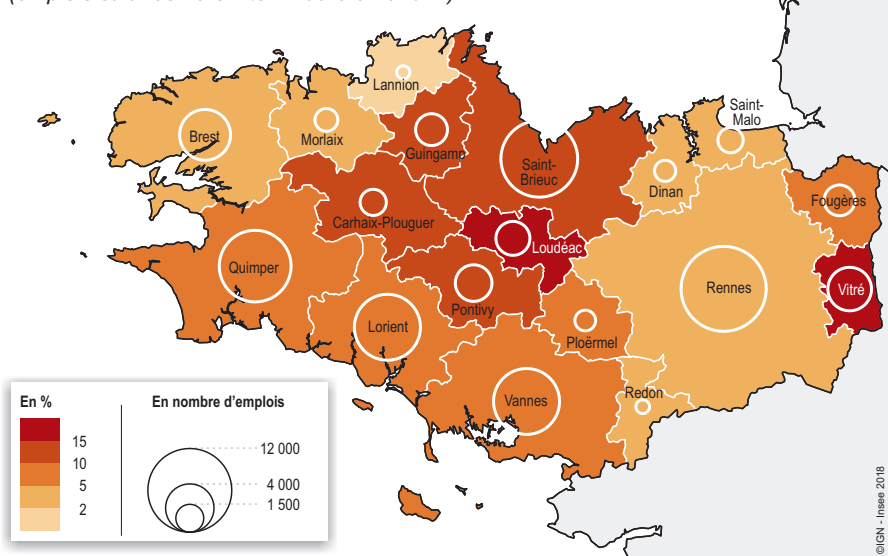 Lannion
Brest
Morlaix
Guingamp
Saint-
Brieuc
Saint-
Malo
Dinan
Fougères
Carhaix-Plouguer
Loudéac
Quimper
Pontivy
Rennes
Vitré
Lorient
Ploërmel
Vannes
Redon
En %
15
10
5
2
En nombre d'emplois
12 000
4 000
1 500
©IGN - Insee 2018